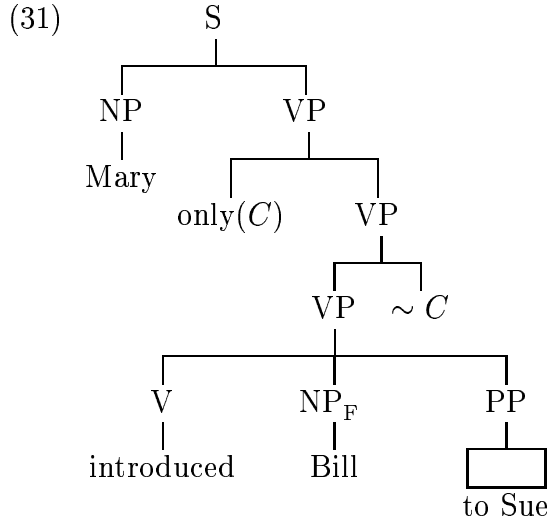 (31) S
NP VP
Mary
only(C) VP
VP ~ C
V NP_F PP
introduced Bill
to Sue